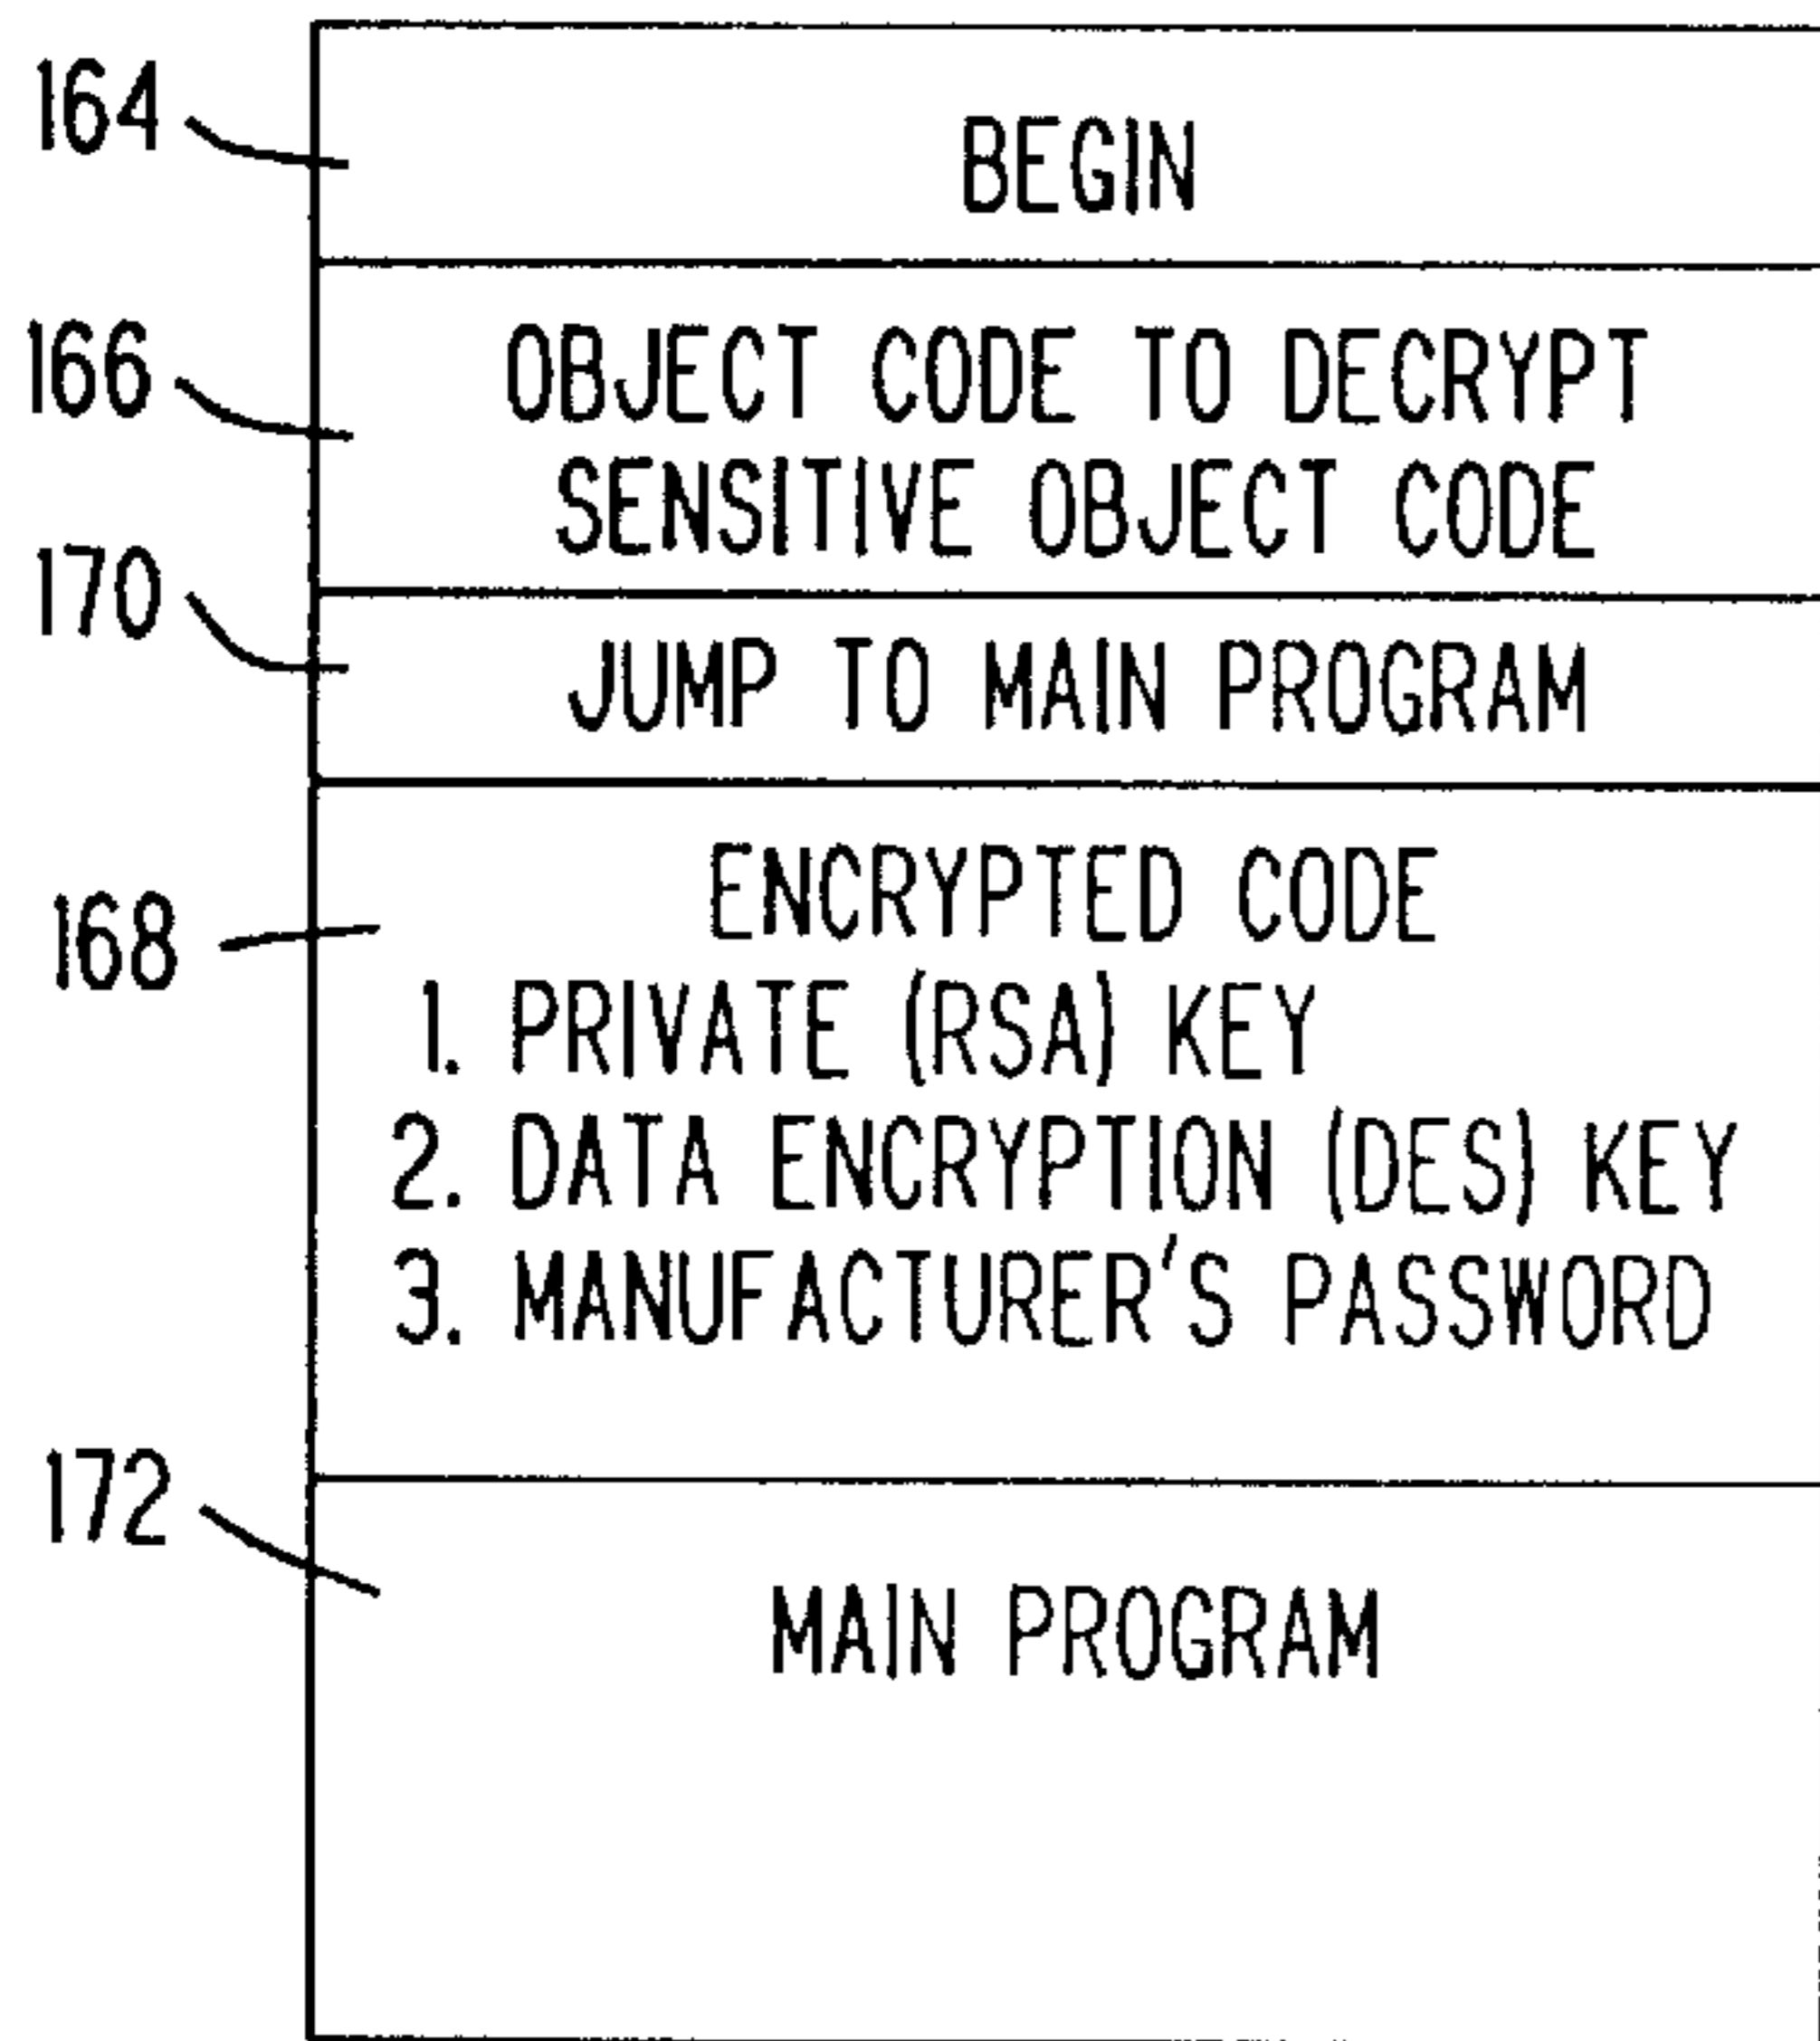 164
BEGIN
166
OBJECT CODE TO DECRYPT
SENSITIVE OBJECT CODE
170
JUMP TO MAIN PROGRAM
168
ENCRYPTED CODE
1. PRIVATE (RSA) KEY
2. DATA ENCRYPTION (DES) KEY
3. MANUFACTURER'S PASSWORD
172
MAIN PROGRAM